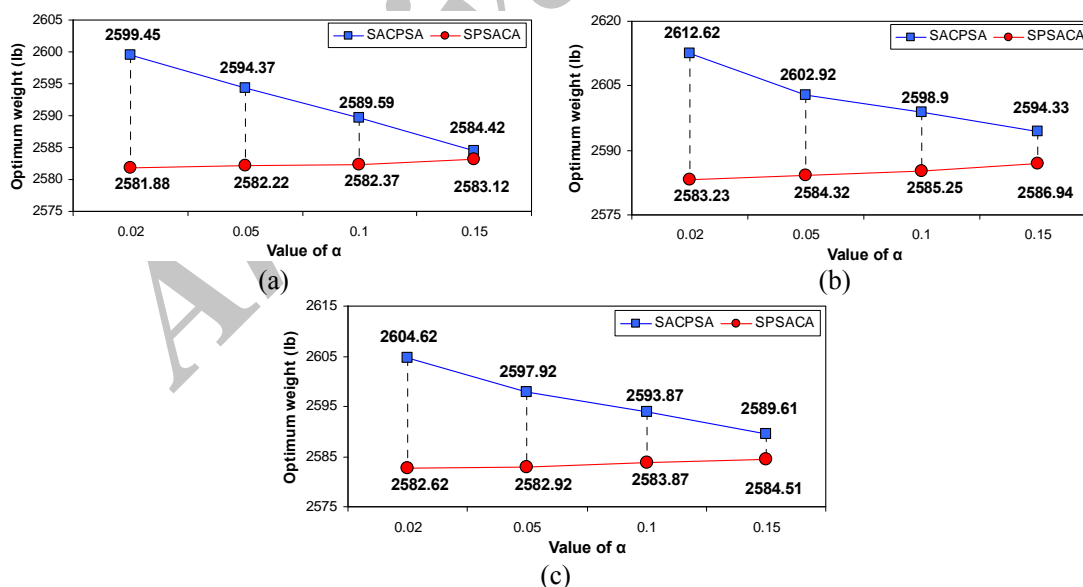 2605
2600
2595
2590
2585
2580
2575
Optimum weight (lb)
SACPSA SPSACA
2599.45
2594.37
2589.59
2584.42
2581.88
2582.22
2582.37
2583.12
0.02 0.05 0.1 0.15
Value of α
(a)
2620
2605
2590
2575
Optimum weight (lb)
SACPSA SPSACA
2612.62
2602.92
2598.9
2594.33
2583.23
2584.32
2585.25
2586.94
0.02 0.05 0.1 0.15
Value of α
(b)
2615
2605
2595
2585
2575
Optimum weight (lb)
SACPSA SPSACA
2604.62
2597.92
2593.87
2589.61
2582.62
2582.92
2583.87
2584.51
0.02 0.05 0.1 0.15
Value of α
(c)